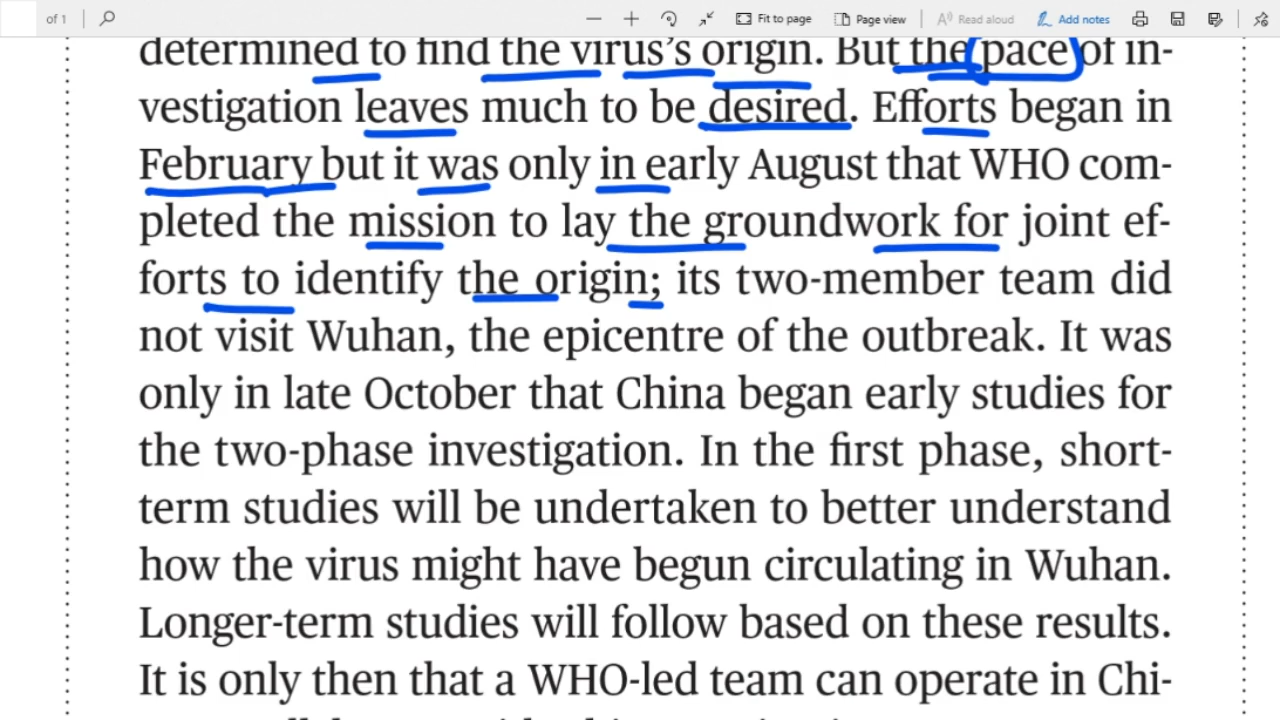 of 1 Fit to page Page view Read aloud Add notes
determined to find the virus's origin. But the pace of in-
vestigation leaves much to be desired. Efforts began in
February but it was only in early August that WHO com-
pleted the mission to lay the groundwork for joint ef-
forts to identify the origin; its two-member team did
not visit Wuhan, the epicentre of the outbreak. It was
only in late October that China began early studies for
the two-phase investigation. In the first phase, short-
term studies will be undertaken to better understand
how the virus might have begun circulating in Wuhan.
Longer-term studies will follow based on these results.
It is only then that a WHO-led team can operate in Chi-